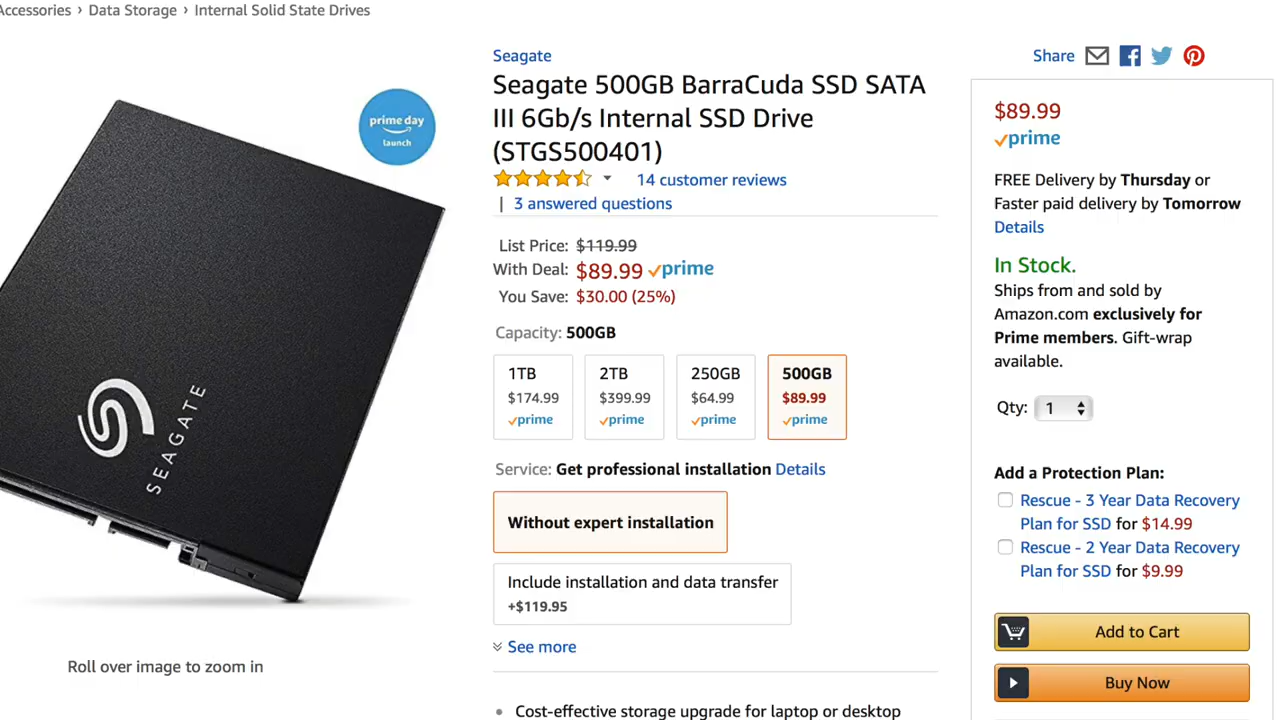 Accessories › Data Storage › Internal Solid State Drives
prime day
launch
SEAGATE
Roll over image to zoom in
Seagate
Seagate 500GB BarraCuda SSD SATA
III 6Gb/s Internal SSD Drive
(STGS500401)
14 customer reviews
| 3 answered questions
List Price: $119.99
With Deal: $89.99 prime
You Save: $30.00 (25%)
Capacity: 500GB
1TB 2TB 250GB 500GB
$174.99 $399.99 $64.99 $89.99
prime prime prime prime
Service: Get professional installation Details
Without expert installation
Include installation and data transfer
+$119.95
See more
• Cost-effective storage upgrade for laptop or desktop
Share
$89.99
prime
FREE Delivery by Thursday or
Faster paid delivery by Tomorrow
Details
In Stock.
Ships from and sold by
Amazon.com exclusively for
Prime members. Gift-wrap
available.
Qty: 1
Add a Protection Plan:
Rescue - 3 Year Data Recovery
Plan for SSD for $14.99
Rescue - 2 Year Data Recovery
Plan for SSD for $9.99
Add to Cart
Buy Now